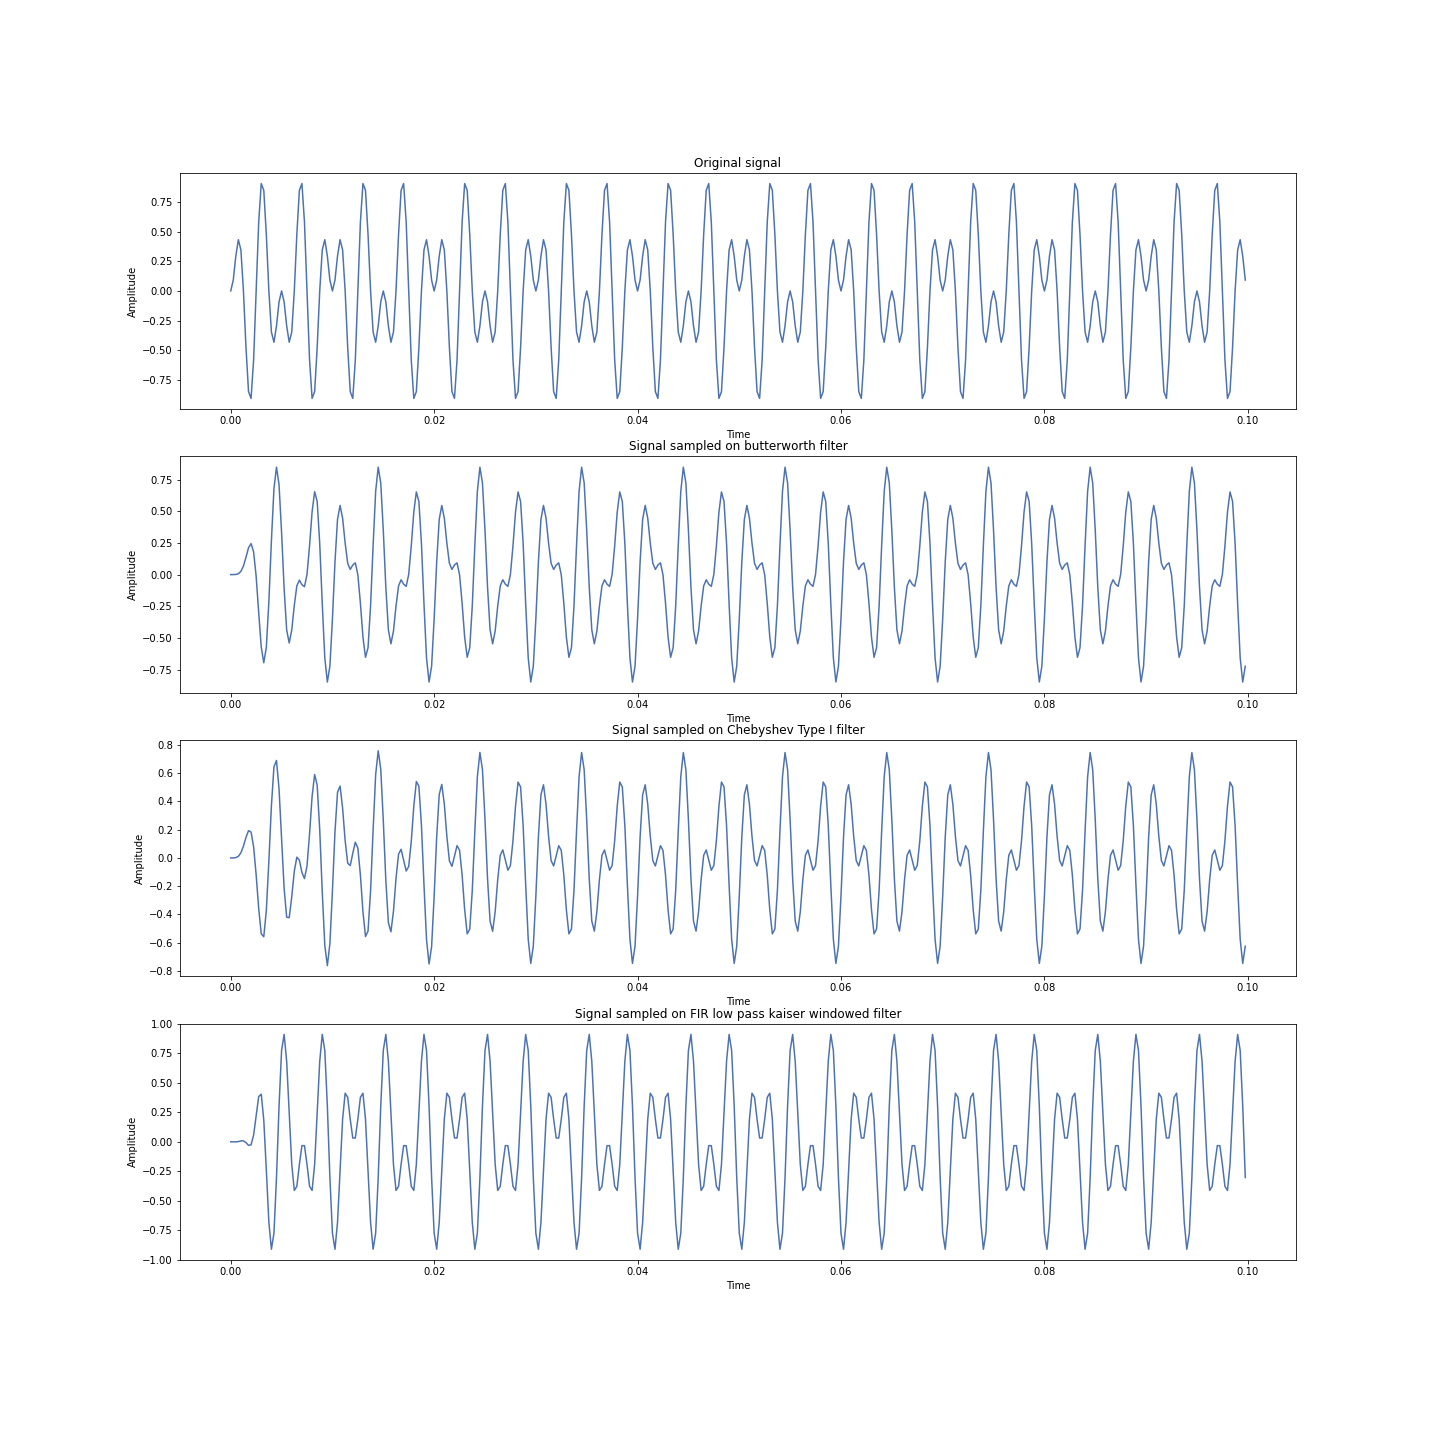 Original signal
Amplitude
0.75
0.50
0.25
0.00
−0.25
−0.50
−0.75
0.00 0.02 0.04 0.06 0.08 0.10
Time
Signal sampled on butterworth filter
Amplitude
0.75
0.50
0.25
0.00
−0.25
−0.50
−0.75
0.00 0.02 0.04 0.06 0.08 0.10
Time
Signal sampled on Chebyshev Type I filter
Amplitude
0.8
0.6
0.4
0.2
0.0
−0.2
−0.4
−0.6
−0.8
0.00 0.02 0.04 0.06 0.08 0.10
Time
Signal sampled on FIR low pass kaiser windowed filter
Amplitude
1.00
0.75
0.50
0.25
0.00
−0.25
−0.50
−0.75
−1.00
0.00 0.02 0.04 0.06 0.08 0.10
Time